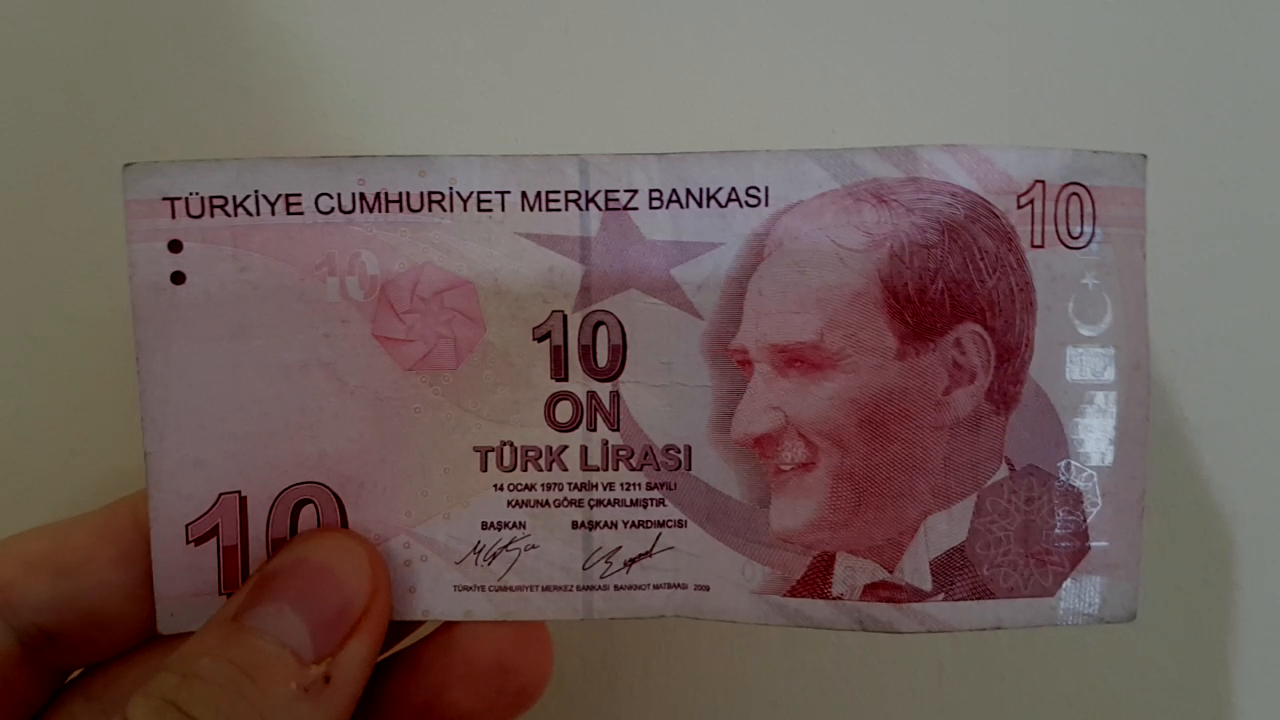 TÜRKİYE CUMHURİYET MERKEZ BANKASI
10
10
10
ON
TÜRK LİRASI
14 OCAK 1970 TARİH VE 1211 SAYILI
KANUNA GÖRE ÇIKARILMIŞTIR.
BAŞKAN BAŞKAN YARDIMCISI
10
TÜRKİYE CUMHURİYET MERKEZ BANKASI BANKNOT MATBAASI 2009